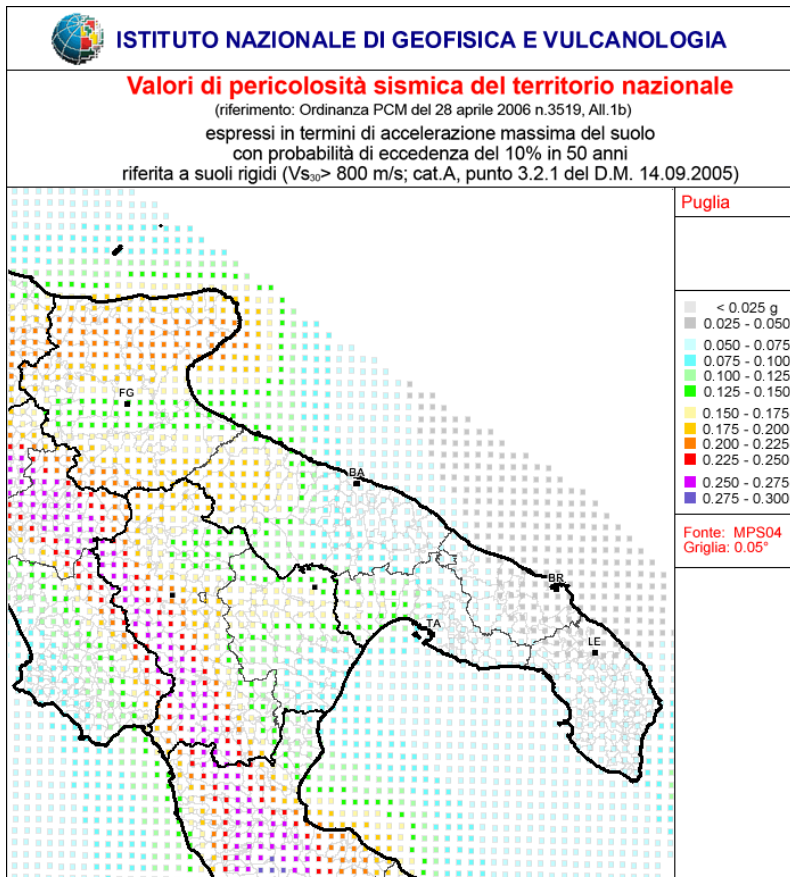 ISTITUTO NAZIONALE DI GEOFISICA E VULCANOLOGIA
Valori di pericolosità sismica del territorio nazionale
(riferimento: Ordinanza PCM del 28 aprile 2006 n.3519, All.1b)
espressi in termini di accelerazione massima del suolo
con probabilità di eccedenza del 10% in 50 anni
riferita a suoli rigidi (Vs₃₀> 800 m/s; cat.A, punto 3.2.1 del D.M. 14.09.2005)
Puglia
< 0.025 g
0.025 - 0.050
0.050 - 0.075
0.075 - 0.100
0.100 - 0.125
0.125 - 0.150
0.150 - 0.175
0.175 - 0.200
0.200 - 0.225
0.225 - 0.250
0.250 - 0.275
0.275 - 0.300
Fonte: MPS04
Griglia: 0.05°
FG
BA
BR
TA
LE